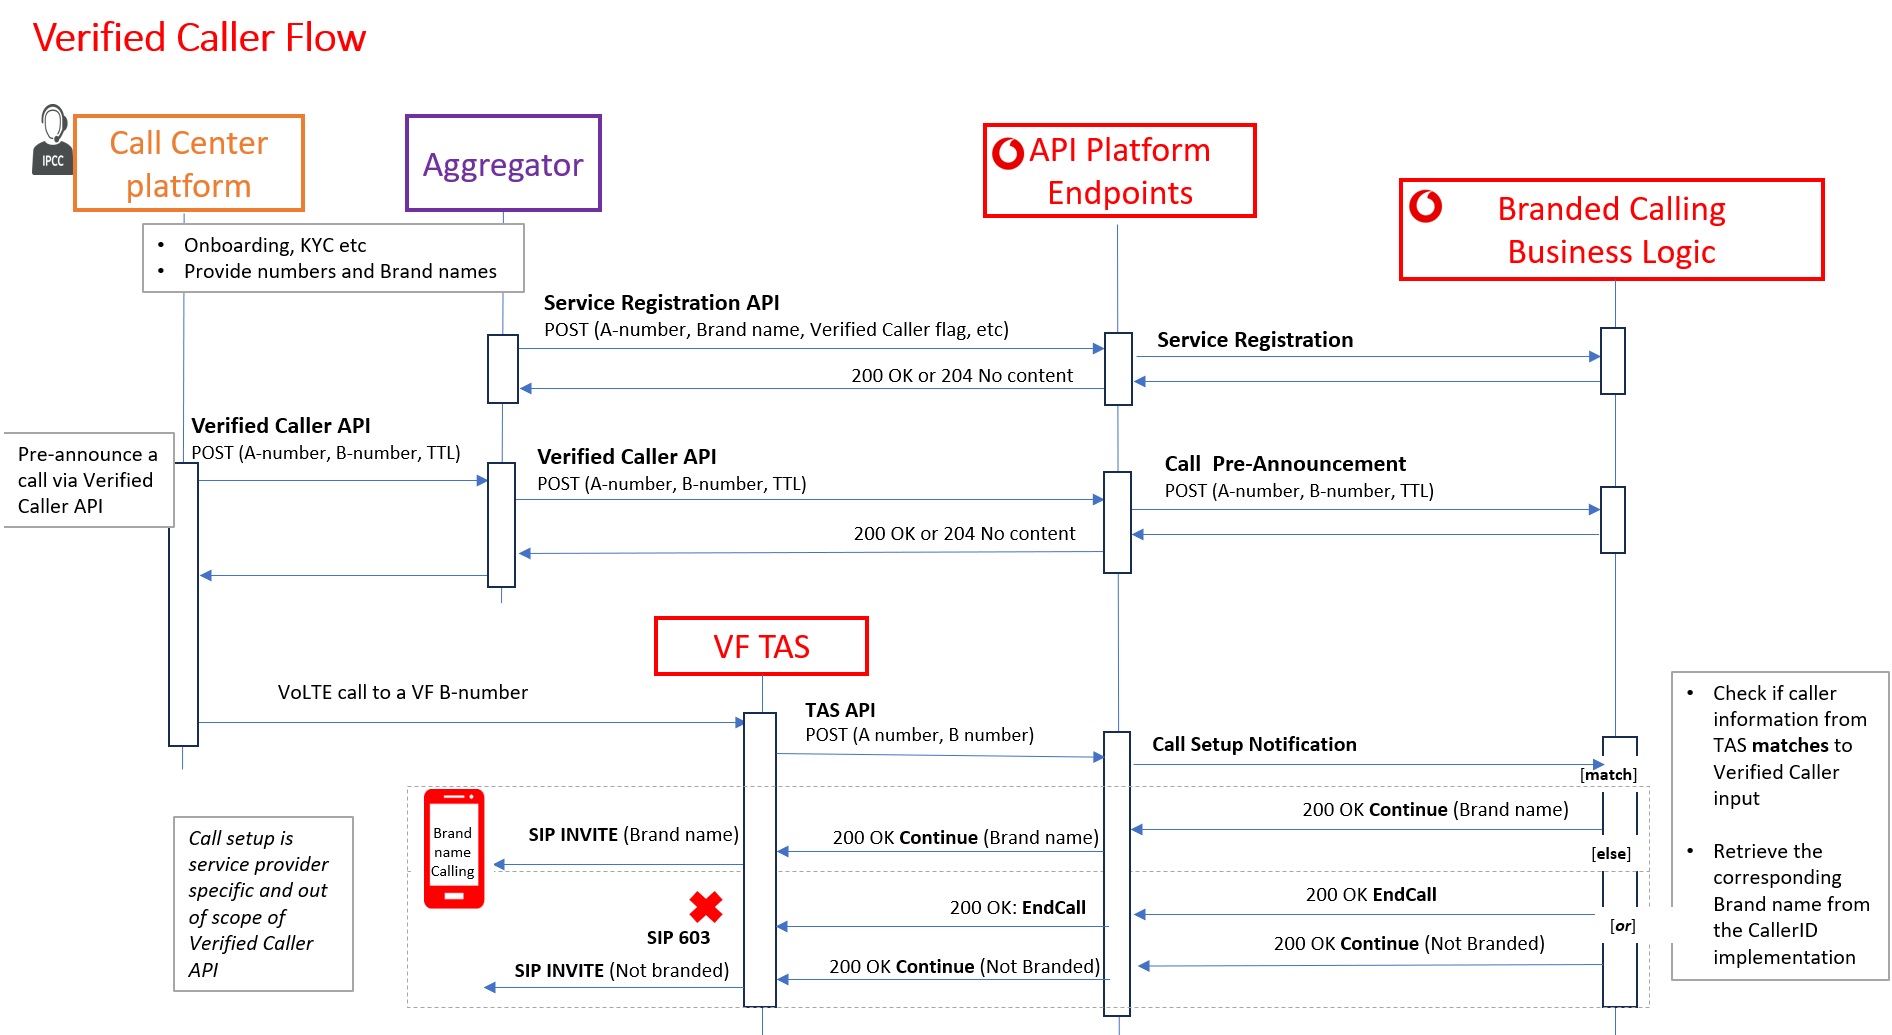 Verified Caller Flow
IPCC
Call Center
platform
Aggregator
API Platform
Endpoints
Branded Calling
Business Logic
• Onboarding, KYC etc
• Provide numbers and Brand names
Service Registration API
POST (A-number, Brand name, Verified Caller flag, etc)
Service Registration
200 OK or 204 No content
Verified Caller API
POST (A-number, B-number, TTL)
Pre-announce a
call via Verified
Caller API
Verified Caller API
POST (A-number, B-number, TTL)
Call Pre-Announcement
POST (A-number, B-number, TTL)
200 OK or 204 No content
VF TAS
VoLTE call to a VF B-number
TAS API
POST (A number, B number)
Call Setup Notification
[match]
• Check if caller
information from
TAS matches to
Verified Caller
input
• Retrieve the
corresponding
Brand name from
the CallerID
implementation
200 OK Continue (Brand name)
200 OK Continue (Brand name)
SIP INVITE (Brand name)
Brand
name
Calling
[else]
Call setup is
service provider
specific and out
of scope of
Verified Caller
API
200 OK EndCall
200 OK: EndCall
SIP 603
[or]
200 OK Continue (Not Branded)
200 OK Continue (Not Branded)
SIP INVITE (Not branded)